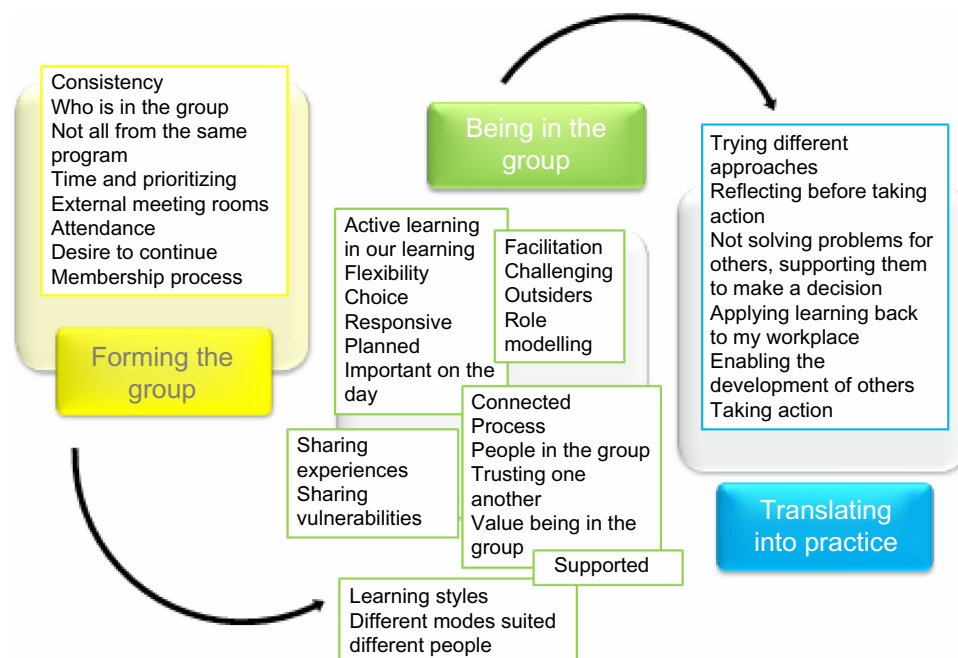 Consistency
Who is in the group
Not all from the same
program
Time and prioritizing
External meeting rooms
Attendance
Desire to continue
Membership process
Forming the
group
Being in the
group
Active learning
in our learning
Flexibility
Choice
Responsive
Planned
Important on the
day
Facilitation
Challenging
Outsiders
Role
modelling
Sharing
experiences
Sharing
vulnerabilities
Connected
Process
People in the group
Trusting one
another
Value being in the
group
Supported
Learning styles
Different modes suited
different people
Trying different
approaches
Reflecting before taking
action
Not solving problems for
others, supporting them
to make a decision
Applying learning back
to my workplace
Enabling the
development of others
Taking action
Translating
into practice